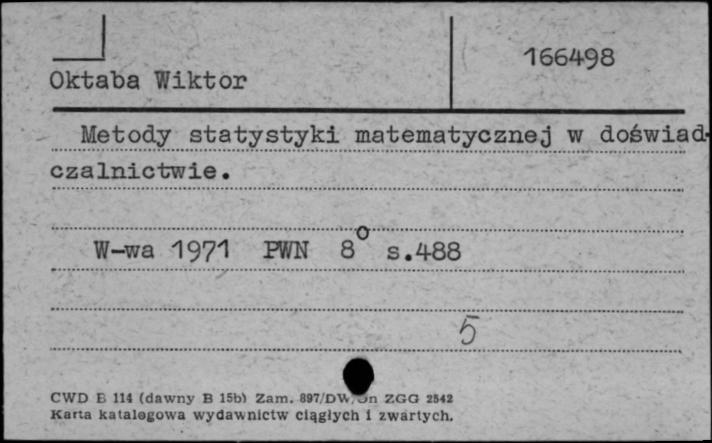 166498
Oktaba Wiktor
Metody statystyki matematycznej w doświad-
czalnictwie.
W-wa 1971 PWN 8° s.488
5
CWD B 114 (dawny B 15b) Zam. 897/DW/ ZGG 2542
Karta katalogowa wydawnictw ciągłych i zwartych.